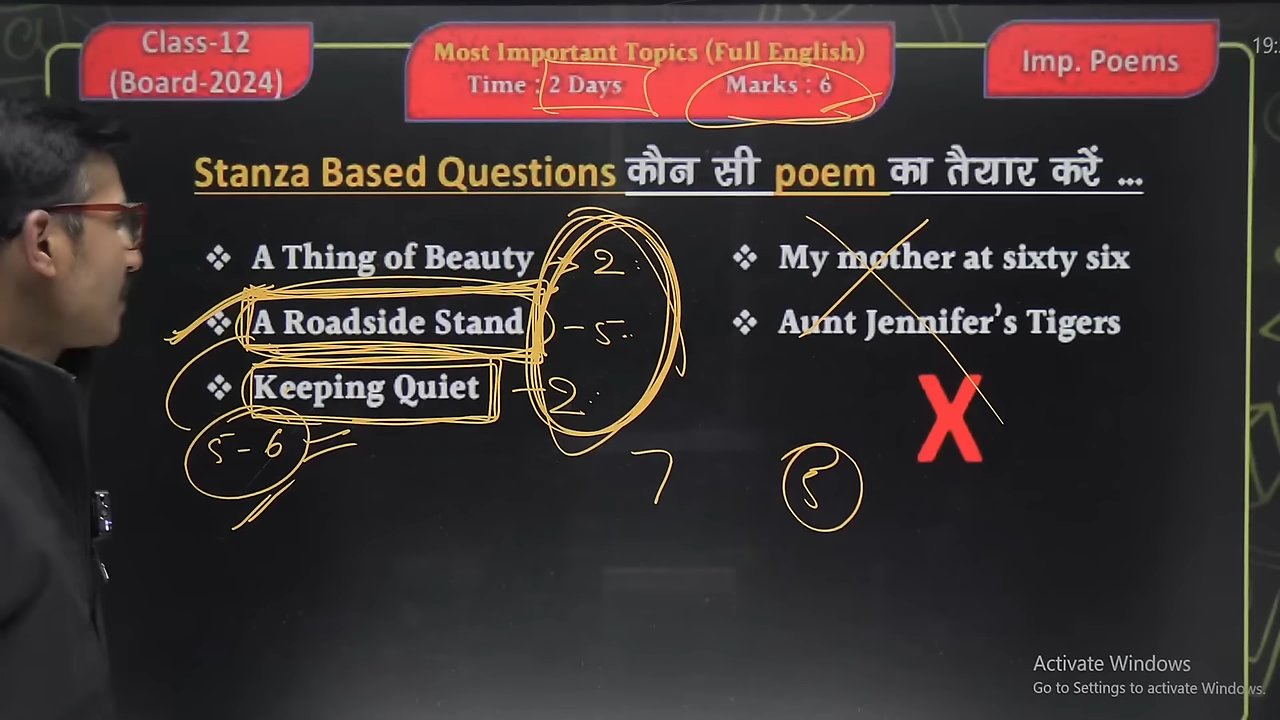 Class-12
(Board-2024)
Most Important Topics (Full English)
Time : 2 Days Marks : 6
Imp. Poems
19:
Stanza Based Questions कौन सी poem का तैयार करें ...
❖ A Thing of Beauty - 2
❖ A Roadside Stand - 5
❖ Keeping Quiet - 2
5-6
7
5
❖ My mother at sixty six
❖ Aunt Jennifer's Tigers
X
Activate Windows
Go to Settings to activate Windows.